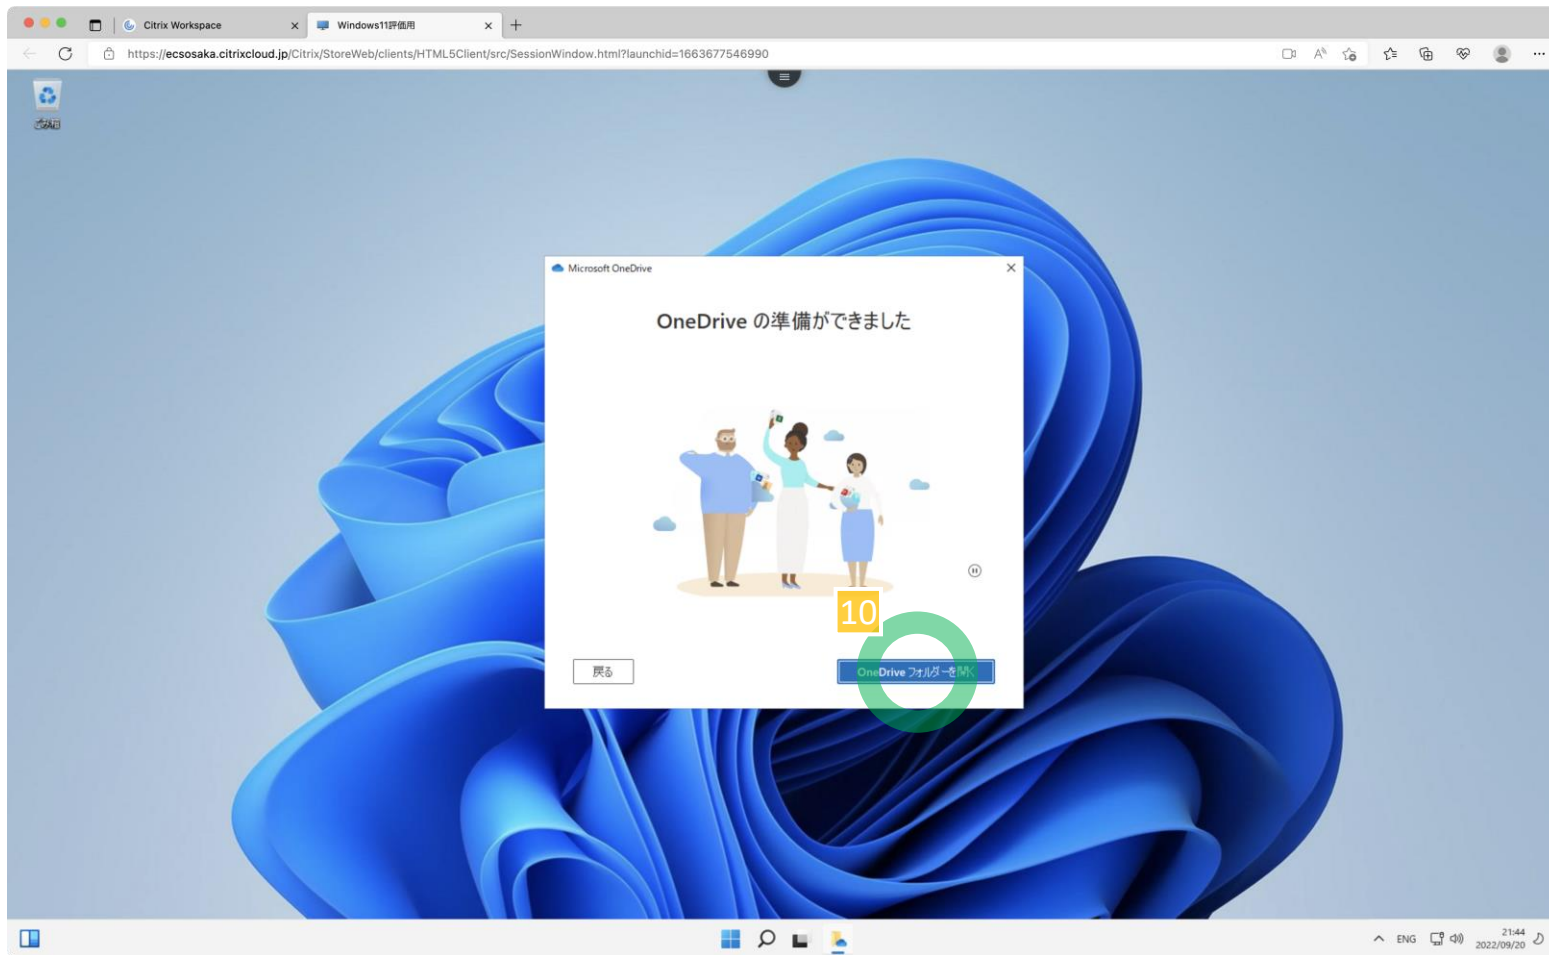 Citrix Workspace
Windows11評価用
https://ecsosaka.citrixcloud.jp/Citrix/StoreWeb/clients/HTML5Client/src/SessionWindow.html?launchid=1663677546990
ごみ箱
Microsoft OneDrive
OneDrive の準備ができました
10
戻る
OneDrive フォルダーを開く
ENG
21:44
2022/09/20